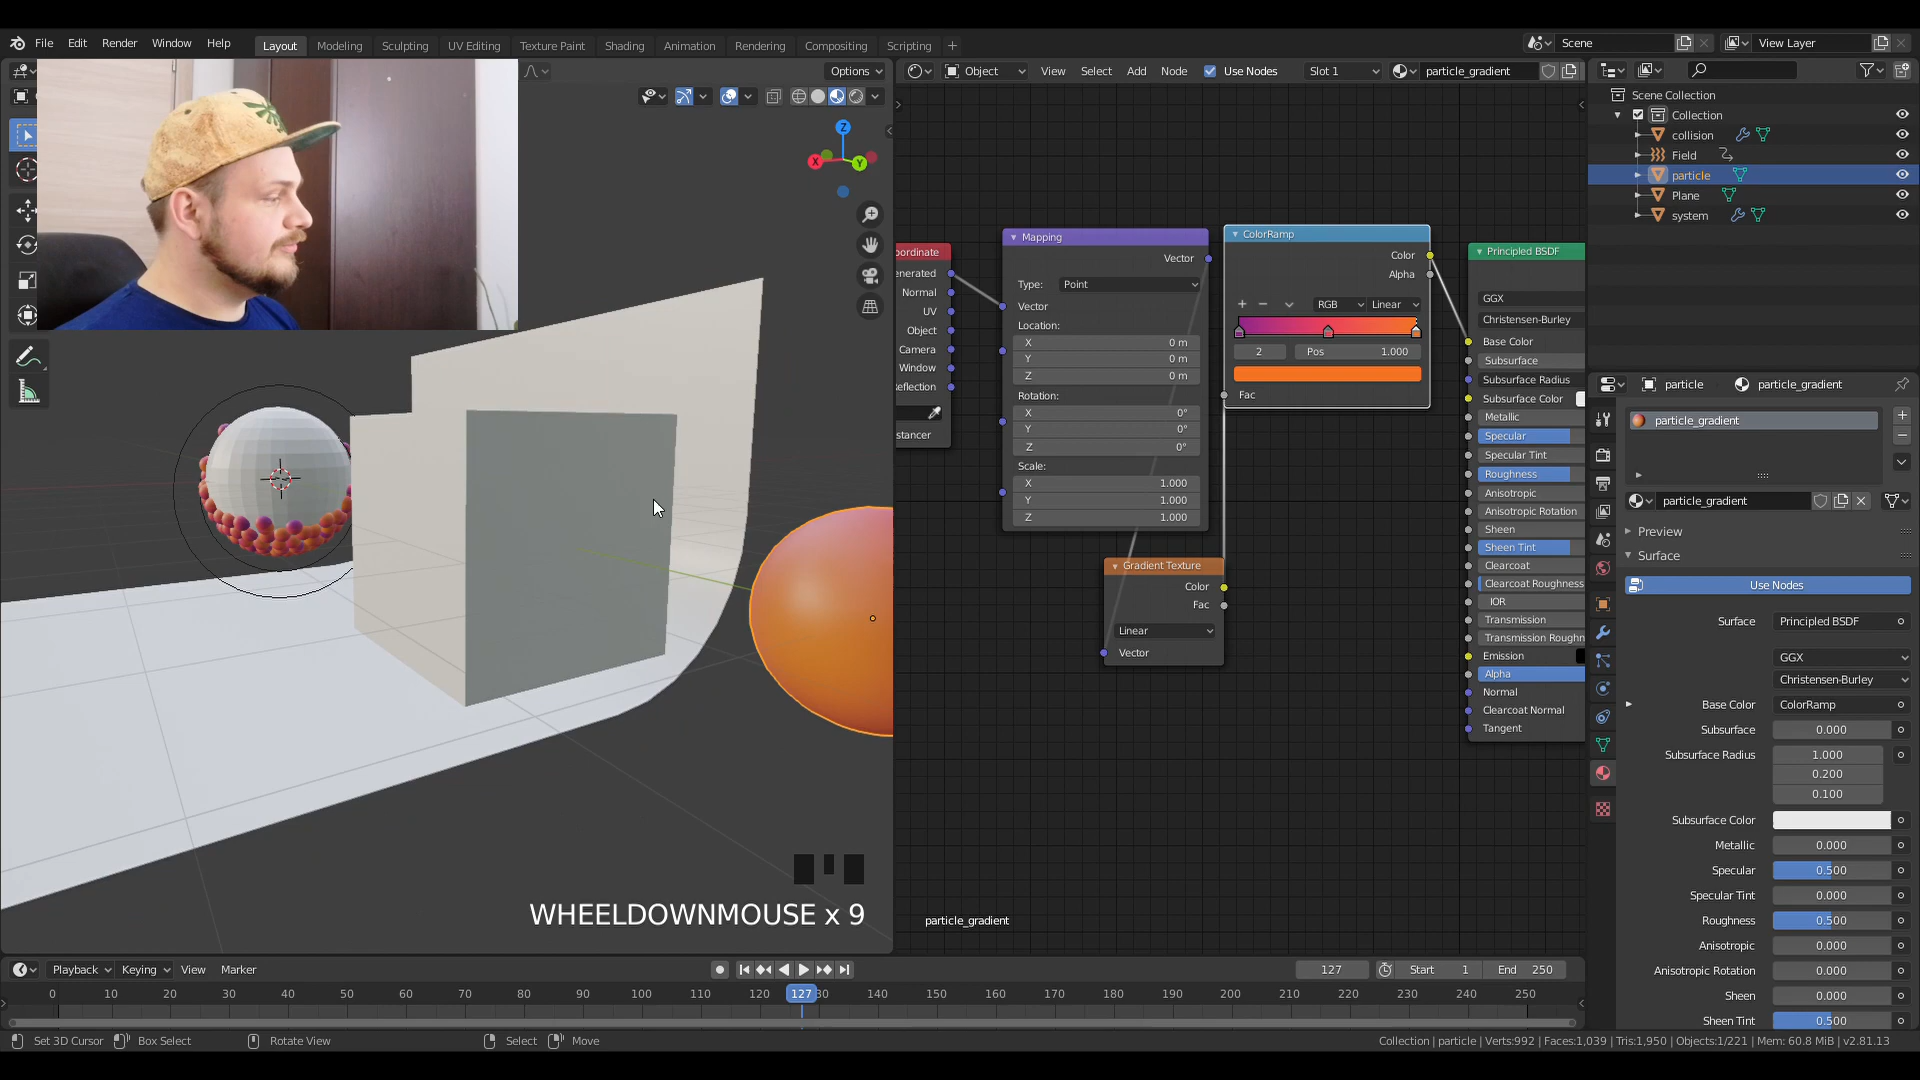 File Edit Render Window Help Layout Modeling Sculpting UV Editing Texture Paint Shading Animation Rendering Compositing Scripting + Scene View Layer
Options Object View Select Add Node Use Nodes Slot 1 particle_gradient
Scene Collection
Collection
collision
Field
particle
Plane
system
X Y Z
oordinate
enerated
Normal
UV
Object
Camera
Window
eflection
stancer
Mapping
Vector
Type: Point
Vector
Location:
X 0 m
Y 0 m
Z 0 m
Rotation:
X 0°
Y 0°
Z 0°
Scale:
X 1.000
Y 1.000
Z 1.000
Gradient Texture
Color
Fac
Linear
Vector
ColorRamp
Color
Alpha
RGB Linear
2 Pos 1.000
Fac
Principled BSDF
GGX
Christensen-Burley
Base Color
Subsurface
Subsurface Radius
Subsurface Color
Metallic
Specular
Specular Tint
Roughness
Anisotropic
Anisotropic Rotation
Sheen
Sheen Tint
Clearcoat
Clearcoat Roughness
IOR
Transmission
Transmission Roughn
Emission
Alpha
Normal
Clearcoat Normal
Tangent
particle_gradient
particle particle_gradient
particle_gradient
particle_gradient
Preview
Surface
Use Nodes
Surface Principled BSDF
GGX
Christensen-Burley
Base Color ColorRamp
Subsurface 0.000
Subsurface Radius 1.000
0.200
0.100
Subsurface Color
Metallic 0.000
Specular 0.500
Specular Tint 0.000
Roughness 0.500
Anisotropic 0.000
Anisotropic Rotation 0.000
Sheen 0.000
Sheen Tint 0.500
WHEELDOWNMOUSE x 9
Playback Keying View Marker 127 Start 1 End 250
0 10 20 30 40 50 60 70 80 90 100 110 120 127 30 140 150 160 170 180 190 200 210 220 230 240 250
Set 3D Cursor Box Select Rotate View Select Move Collection | particle | Verts:992 | Faces:1,039 | Tris:1,950 | Objects:1/221 | Mem: 60.8 MiB | v2.81.13